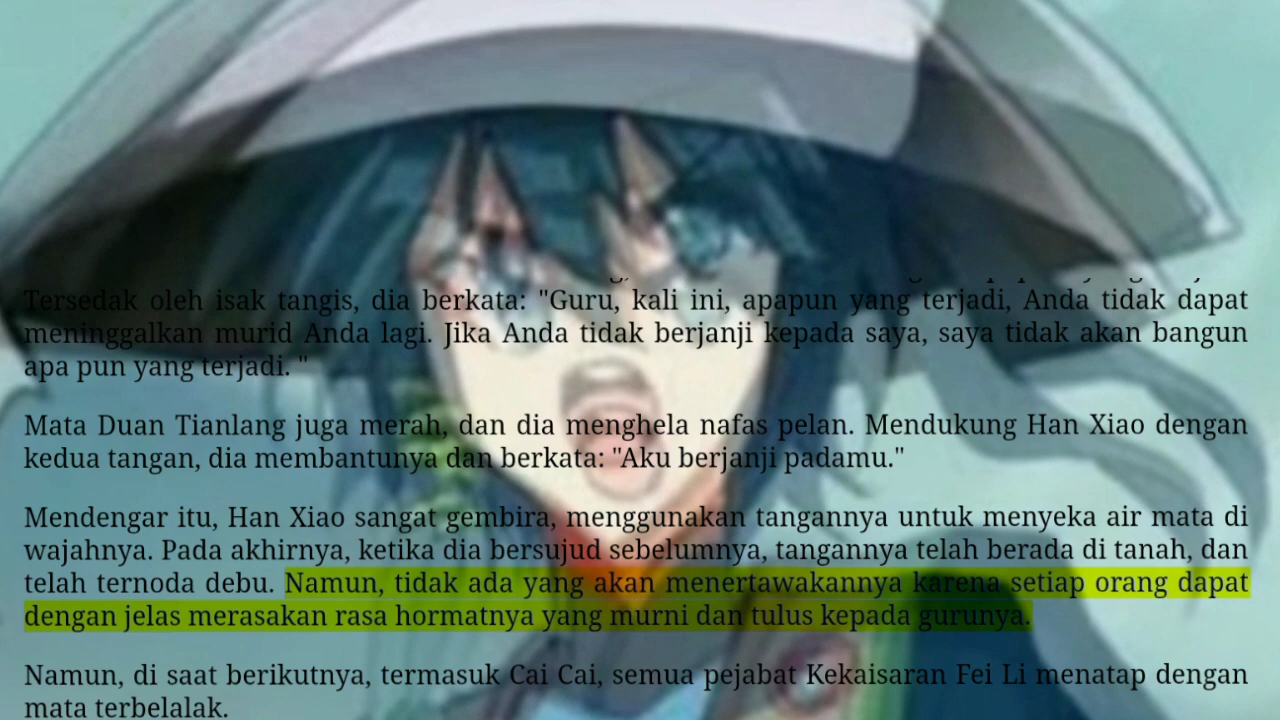 Tersedak oleh isak tangis, dia berkata: "Guru, kali ini, apapun yang terjadi, Anda tidak dapat
meninggalkan murid Anda lagi. Jika Anda tidak berjanji kepada saya, saya tidak akan bangun
apa pun yang terjadi. "
Mata Duan Tianlang juga merah, dan dia menghela nafas pelan. Mendukung Han Xiao dengan
kedua tangan, dia membantunya dan berkata: "Aku berjanji padamu."
Mendengar itu, Han Xiao sangat gembira, menggunakan tangannya untuk menyeka air mata di
wajahnya. Pada akhirnya, ketika dia bersujud sebelumnya, tangannya telah berada di tanah, dan
telah ternoda debu. Namun, tidak ada yang akan menertawakannya karena setiap orang dapat
dengan jelas merasakan rasa hormatnya yang murni dan tulus kepada gurunya.
Namun, di saat berikutnya, termasuk Cai Cai, semua pejabat Kekaisaran Fei Li menatap dengan
mata terbelalak.